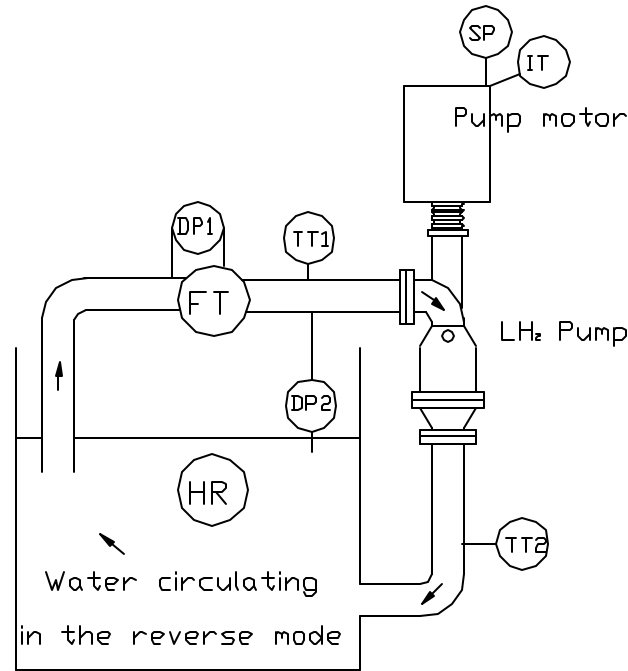 SP
IT
Pump motor
DP1
TT1
FT
LH₂ Pump
DP2
HR
TT2
Water circulating
in the reverse mode